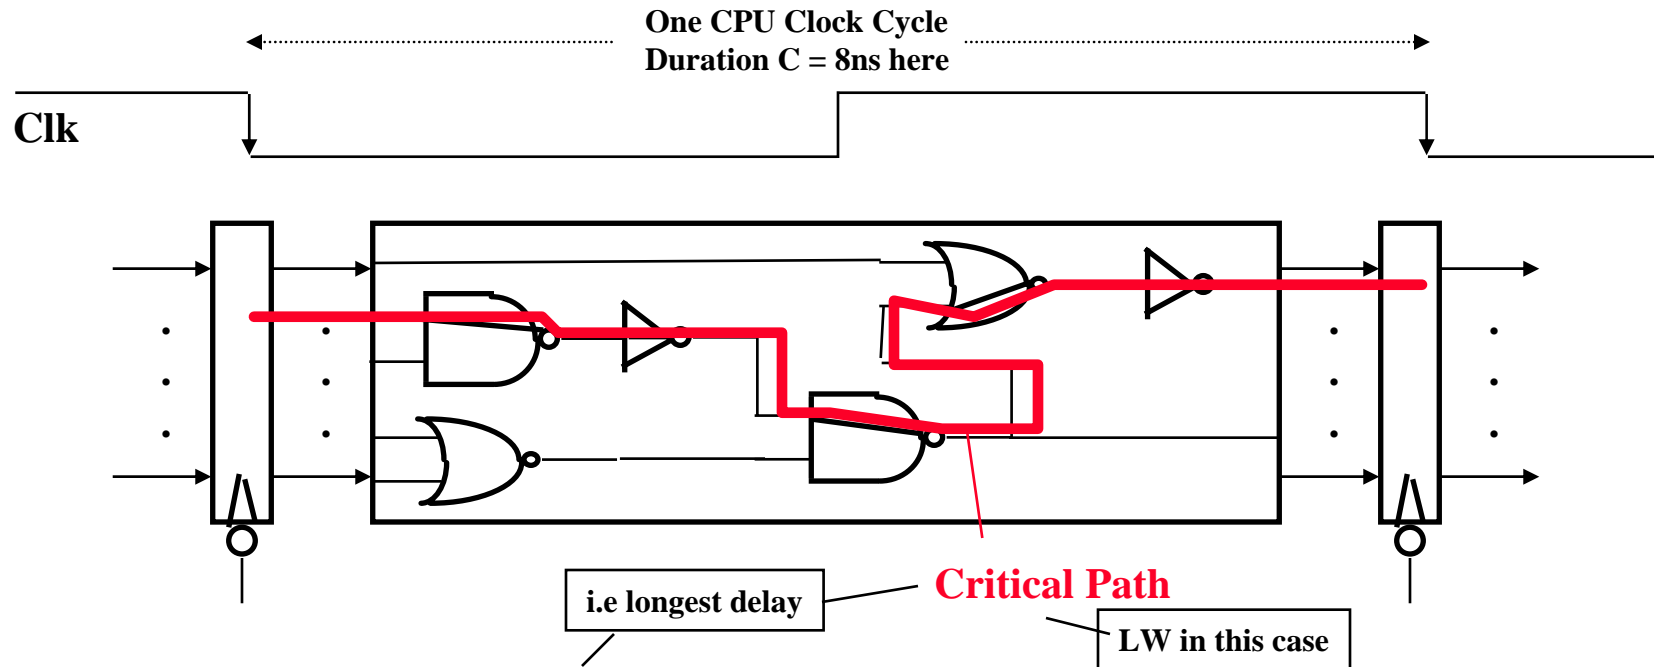 One CPU Clock Cycle
Duration C = 8ns here
Clk
i.e longest delay
Critical Path
LW in this case